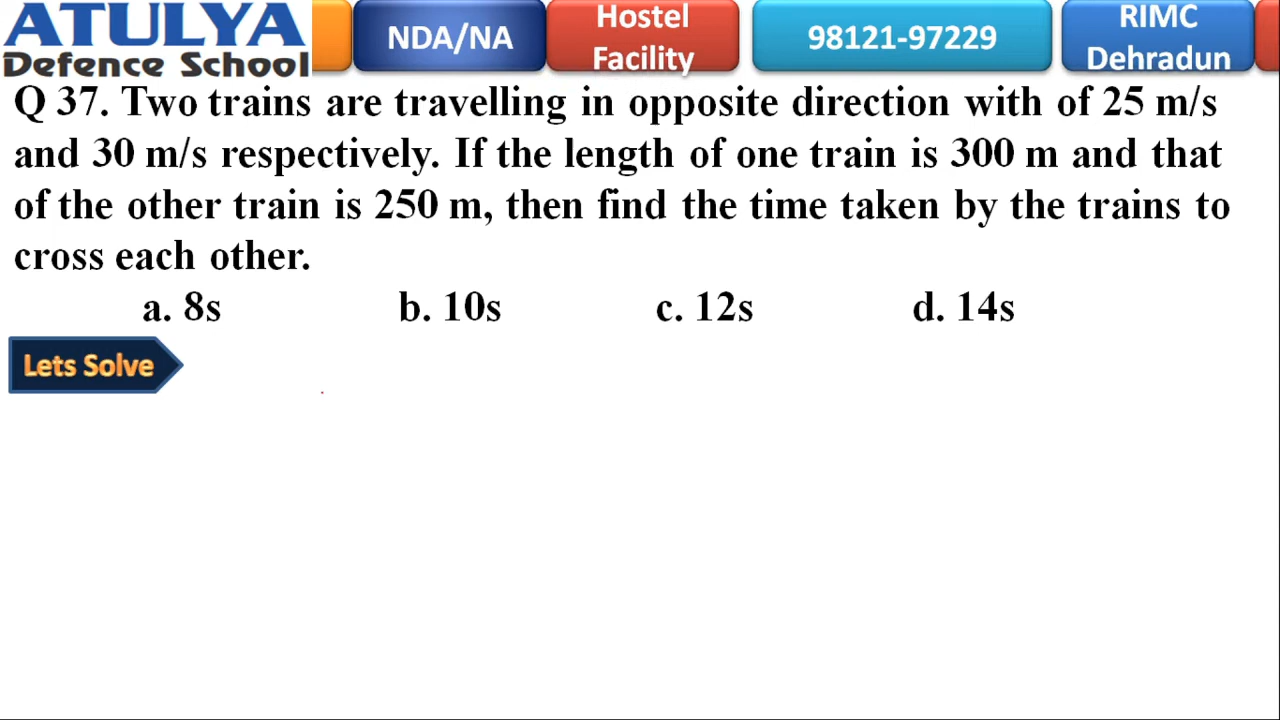 ATULYA
Defence School
NDA/NA
Hostel
Facility
98121-97229
RIMC
Dehradun
Q 37. Two trains are travelling in opposite direction with of 25 m/s
and 30 m/s respectively. If the length of one train is 300 m and that
of the other train is 250 m, then find the time taken by the trains to
cross each other.
a. 8s b. 10s c. 12s d. 14s
Lets Solve